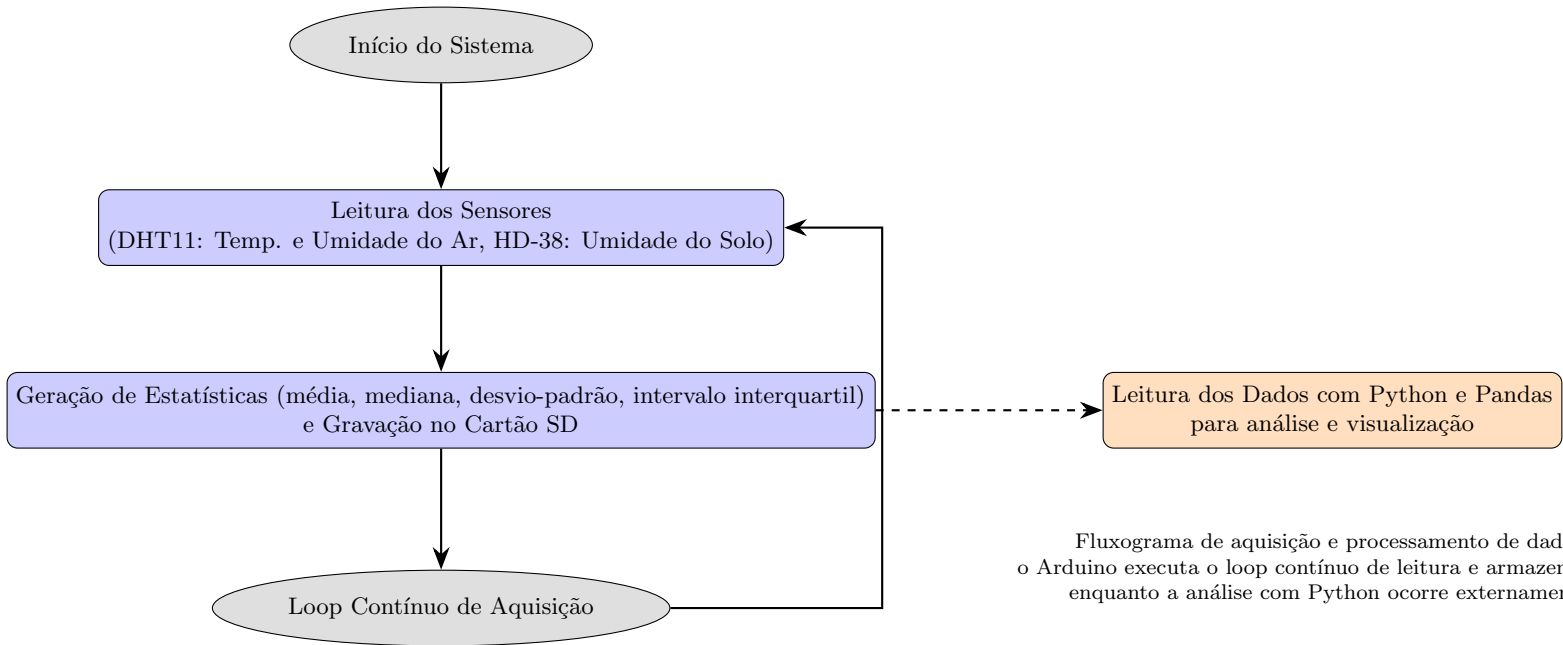 Início do Sistema
Leitura dos Sensores
(DHT11: Temp. e Umidade do Ar, HD-38: Umidade do Solo)
Geração de Estatísticas (média, mediana, desvio-padrão, intervalo interquartil)
e Gravação no Cartão SD
Leitura dos Dados com Python e Pandas
para análise e visualização
Loop Contínuo de Aquisição
Fluxograma de aquisição e processamento de
o Arduino executa o loop contínuo de leitura e
enquanto a análise com Python ocorre